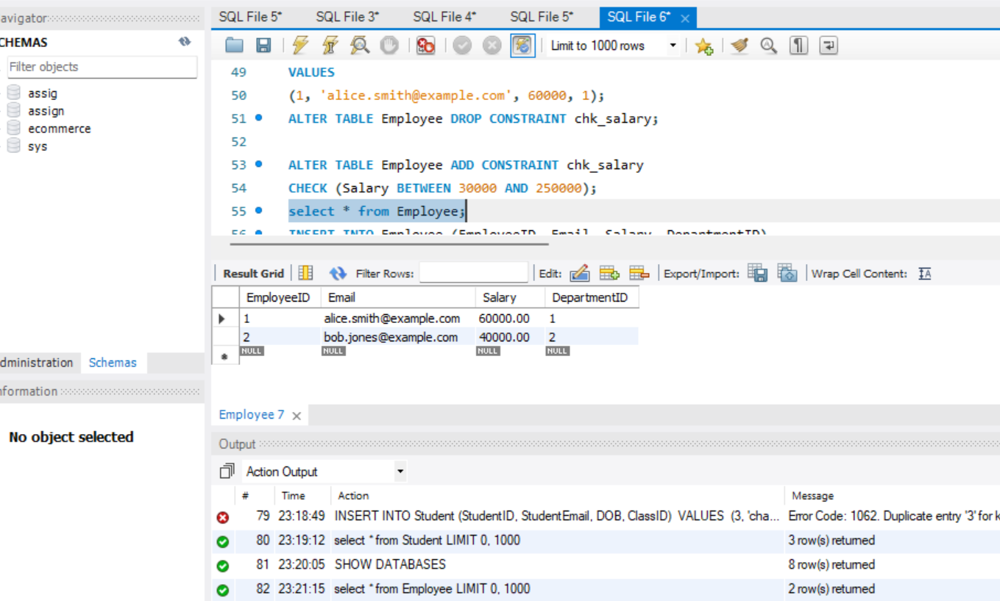 avigator
SQL File 5* SQL File 3* SQL File 4* SQL File 5* SQL File 6*
CHEMAS
Limit to 1000 rows
Filter objects
assig
assign
ecommerce
sys
49 VALUES
50 (1, 'alice.smith@example.com', 60000, 1);
51 ALTER TABLE Employee DROP CONSTRAINT chk_salary;
52
53 ALTER TABLE Employee ADD CONSTRAINT chk_salary
54 CHECK (Salary BETWEEN 30000 AND 250000);
55 select * from Employee;
56 INSERT INTO Employee (EmployeeID, Email, Salary, DepartmentID)
Result Grid Filter Rows: Edit: Export/Import: Wrap Cell Content: IA
EmployeeID Email Salary DepartmentID
1 alice.smith@example.com 60000.00 1
2 bob.jones@example.com 40000.00 2
NULL NULL NULL NULL
dministration Schemas
nformation
No object selected
Employee 7
Output
Action Output
# Time Action Message
79 23:18:49 INSERT INTO Student (StudentID, StudentEmail, DOB, ClassID) VALUES (3, 'cha... Error Code: 1062. Duplicate entry '3' for k
80 23:19:12 select * from Student LIMIT 0, 1000 3 row(s) returned
81 23:20:05 SHOW DATABASES 8 row(s) returned
82 23:21:15 select * from Employee LIMIT 0, 1000 2 row(s) returned